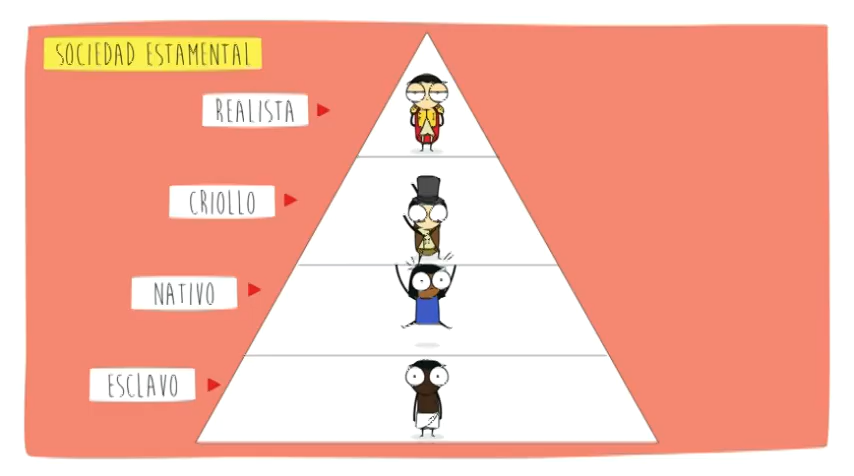 SOCIEDAD ESTAMENTAL
REALISTA
CRIOLLO
NATIVO
ESCLAVO